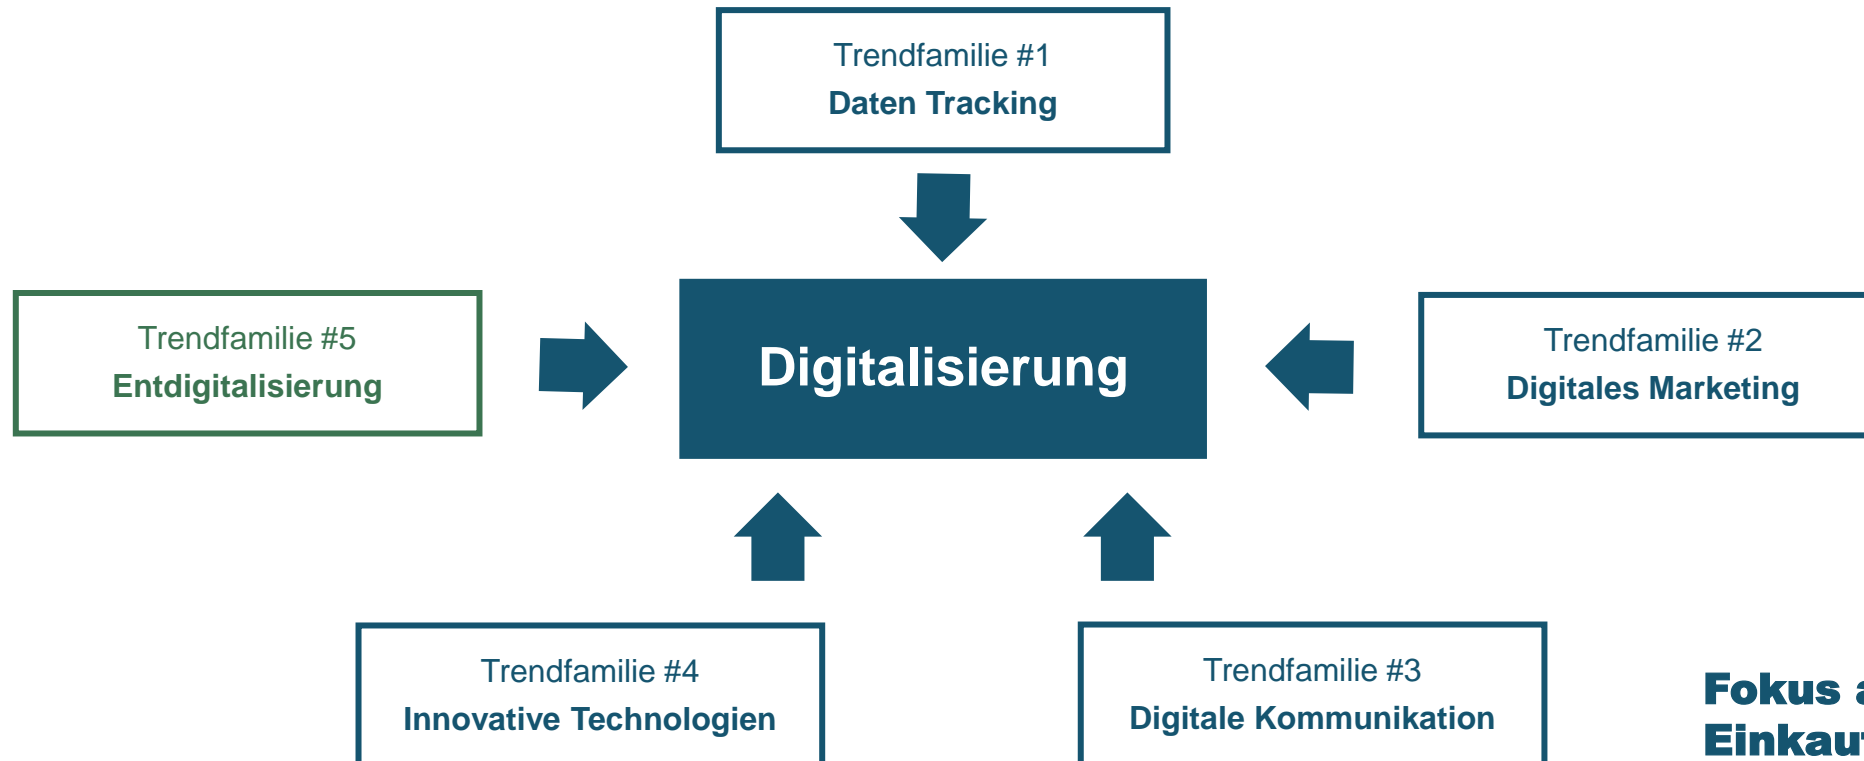 Trendfamilie #1
Daten Tracking
Trendfamilie #5
Entdigitalisierung
Digitalisierung
Trendfamilie #2
Digitales Marketing
Trendfamilie #4
Innovative Technologien
Trendfamilie #3
Digitale Kommunikation
Fokus